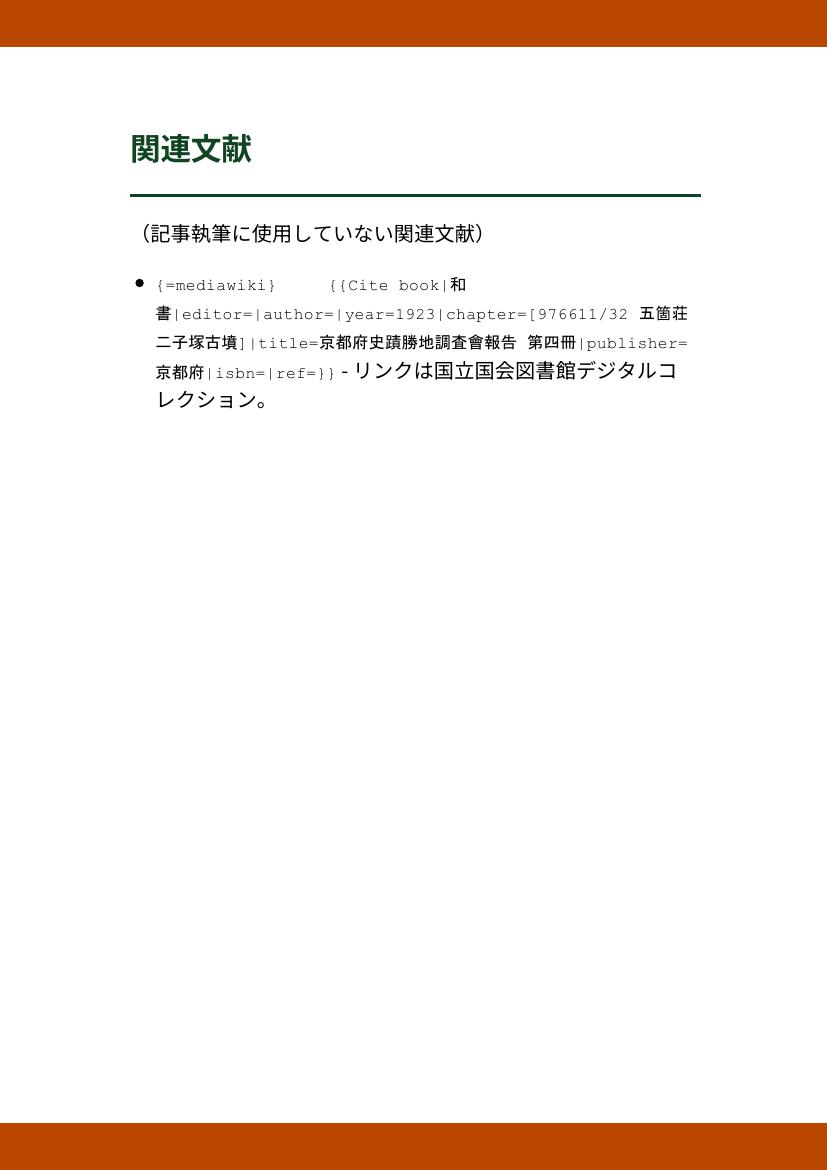 関連文献
（記事執筆に使用していない関連文献）
● {=mediawiki} {{Cite book|和
書|editor=|author=|year=1923|chapter=[976611/32 五箇荘
二子塚古墳]|title=京都府史蹟勝地調査會報告 第四冊|publisher=
京都府|isbn=|ref=}} - リンクは国立国会図書館デジタルコ
レクション。